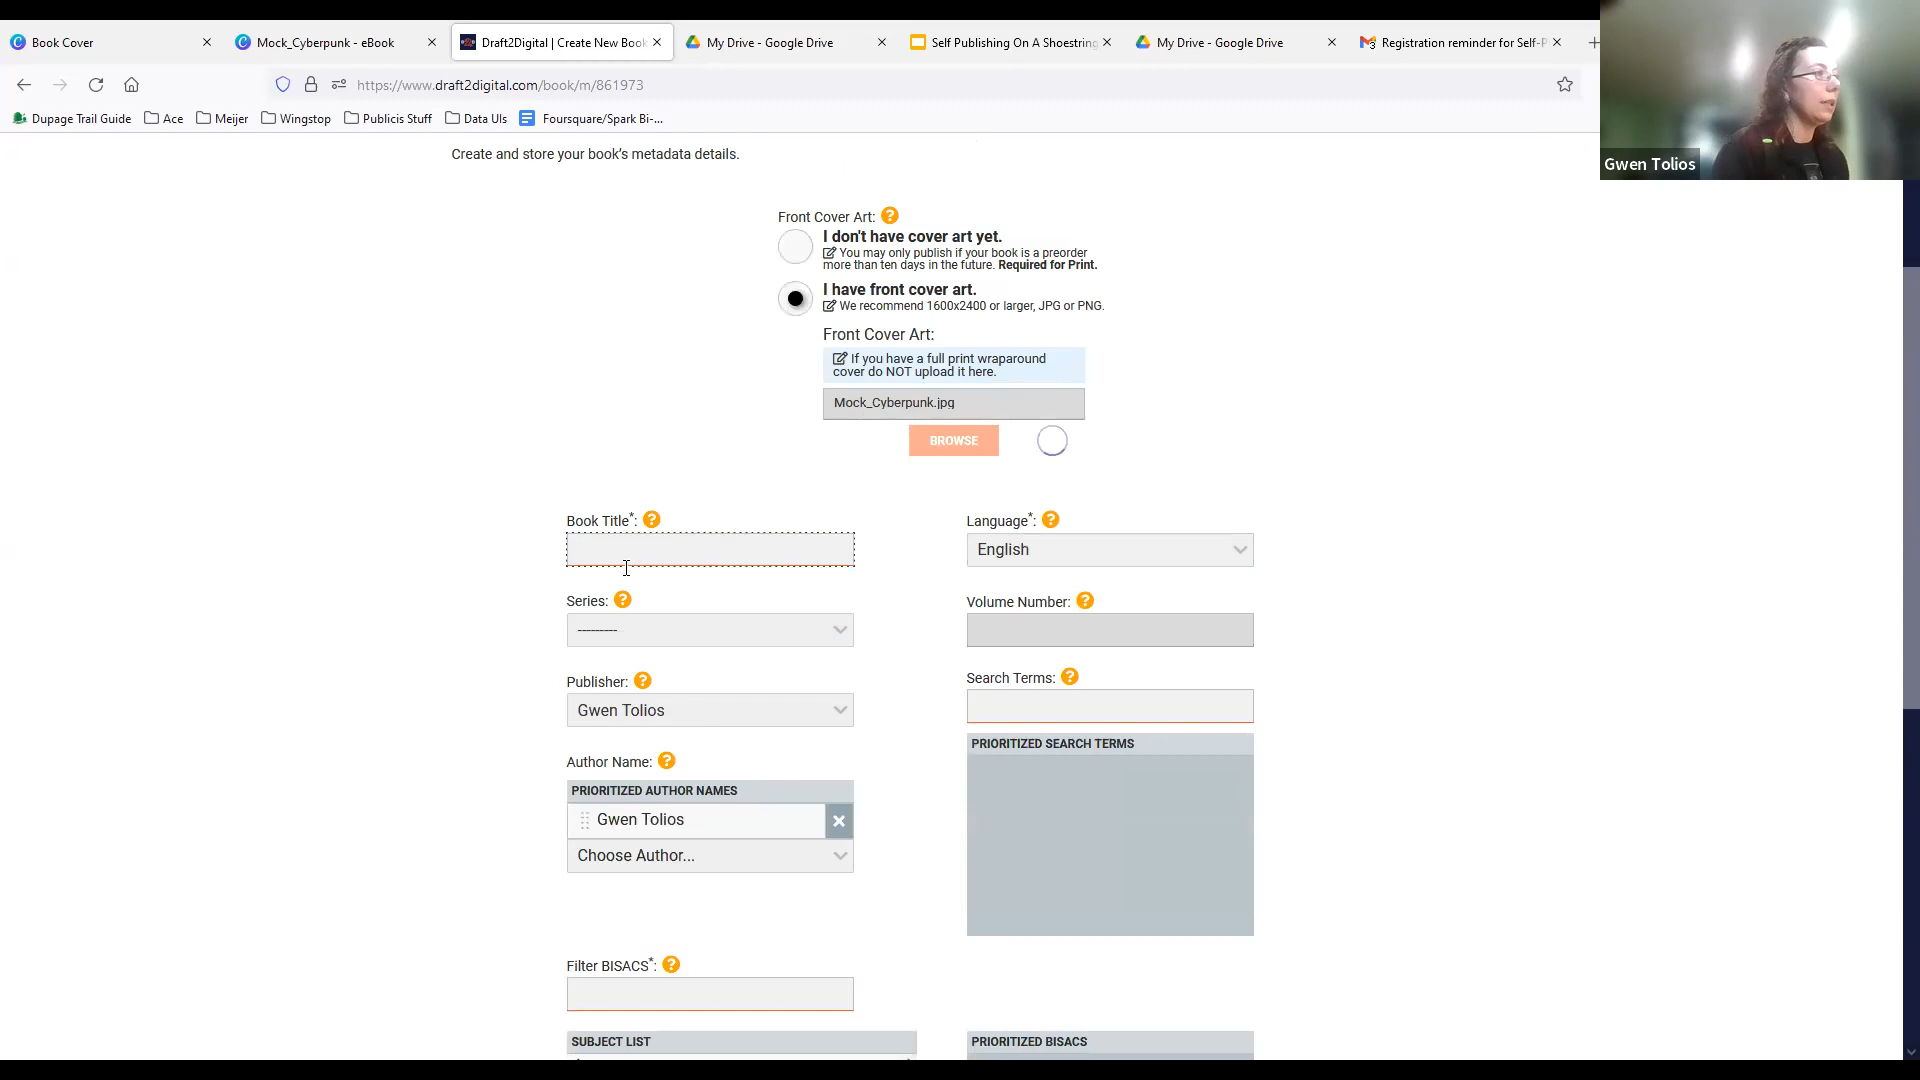 Book Cover
Mock_Cyberpunk - eBook
Draft2Digital | Create New Book
My Drive - Google Drive
Self Publishing On A Shoestring
My Drive - Google Drive
Registration reminder for Self-P
https://www.draft2digital.com/book/m/861973
Dupage Trail Guide
Ace
Meijer
Wingstop
Publicis Stuff
Data UIs
Foursquare/Spark Bi-...
Gwen Tolios
Create and store your book's metadata details.
Front Cover Art: ?
I don't have cover art yet.
You may only publish if your book is a preorder
more than ten days in the future. Required for Print.
I have front cover art.
We recommend 1600x2400 or larger, JPG or PNG.
Front Cover Art:
If you have a full print wraparound
cover do NOT upload it here.
Mock_Cyberpunk.jpg
BROWSE
Book Title*: ?
Language*: ?
English
Series: ?
---------
Volume Number: ?
Publisher: ?
Gwen Tolios
Search Terms: ?
PRIORITIZED SEARCH TERMS
Author Name: ?
PRIORITIZED AUTHOR NAMES
Gwen Tolios
Choose Author...
Filter BISACS*: ?
SUBJECT LIST
PRIORITIZED BISACS